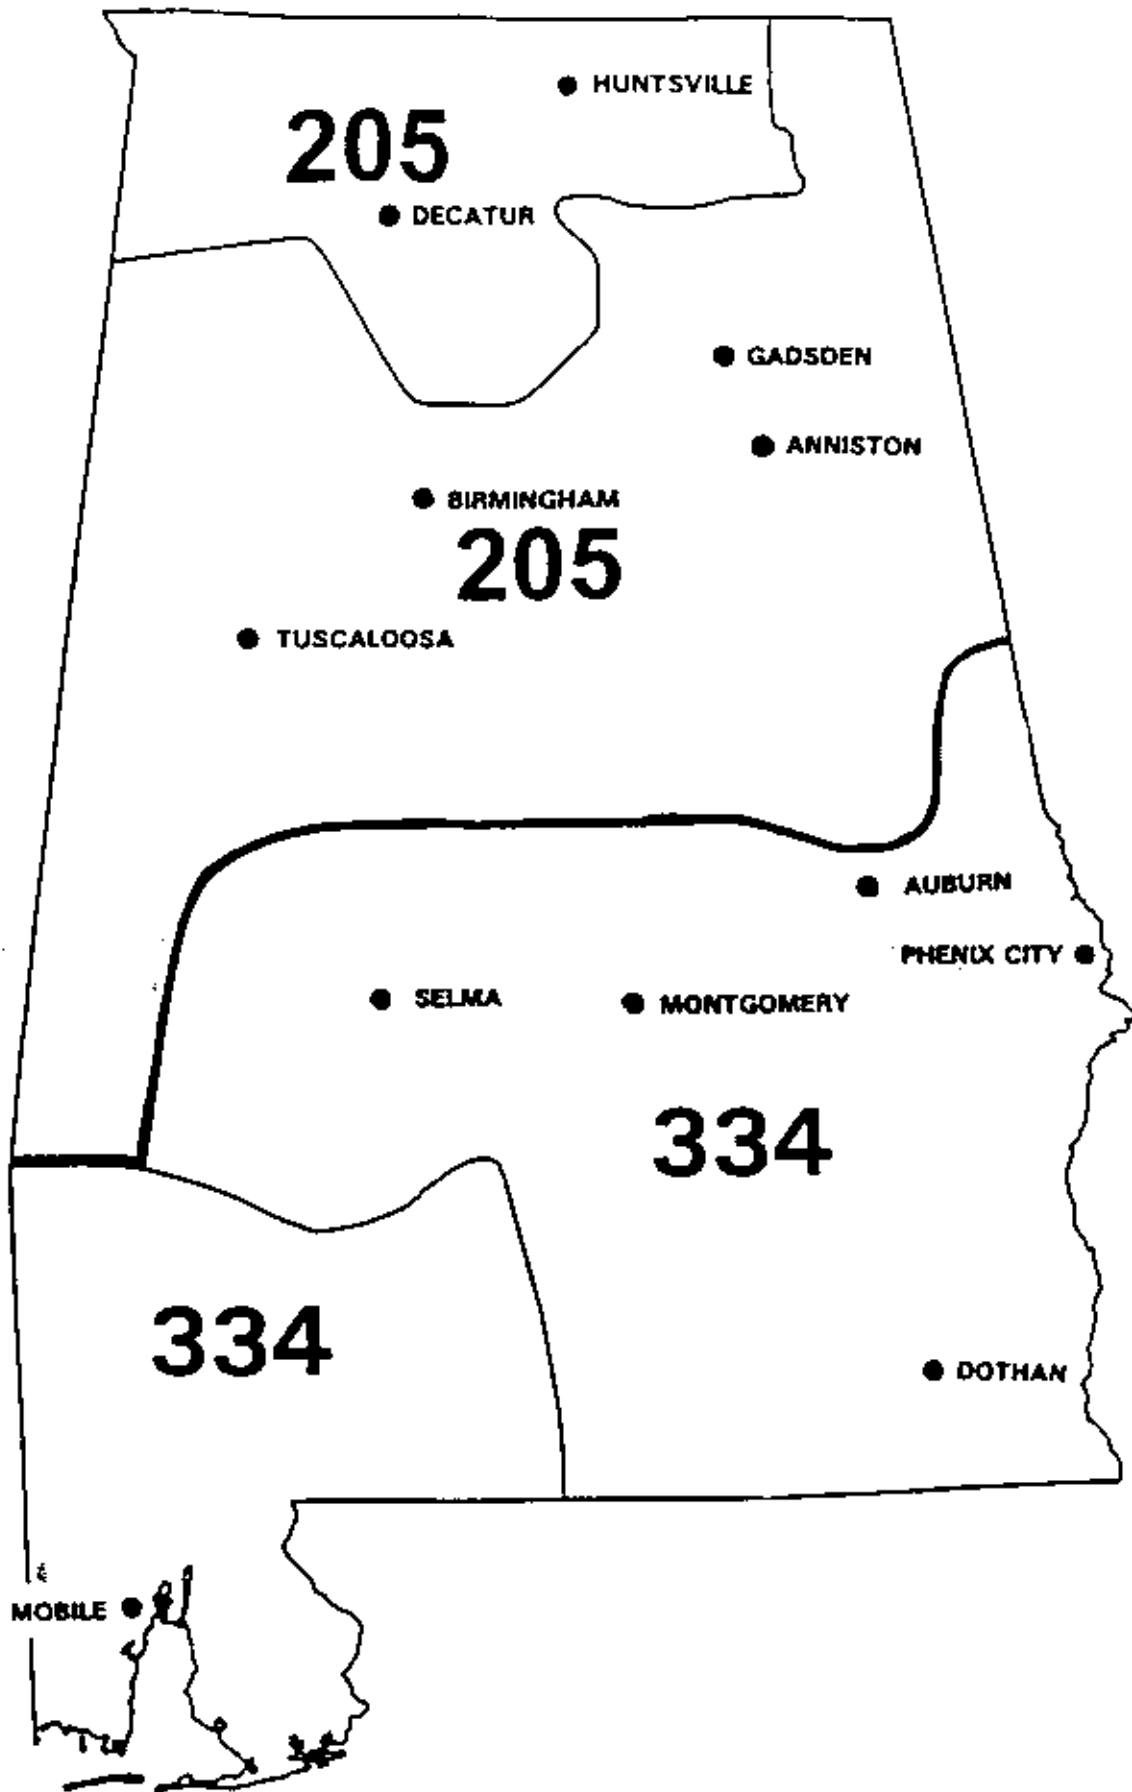 HUNTSVILLE
205
DECATUR
GADSDEN
ANNISTON
BIRMINGHAM
205
TUSCALOOSA
AUBURN
PHENIX CITY
SELMA
MONTGOMERY
334
334
DOTHAN
MOBILE